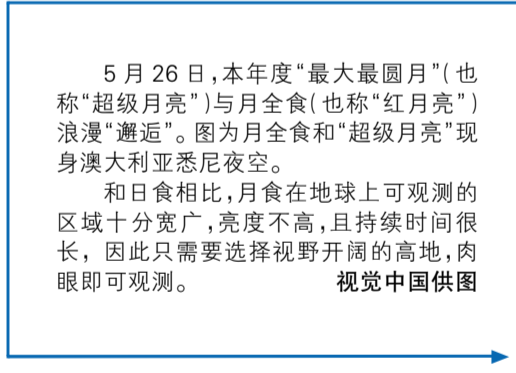 5月26日,本年度“最大最圆月”(也
称“超级月亮”)与月全食(也称“红月亮”)
浪漫“邂逅”。图为月全食和“超级月亮”现
身澳大利亚悉尼夜空。
和日食相比,月食在地球上可观测的
区域十分宽广,亮度不高,且持续时间很
长,因此只需要选择视野开阔的高地,肉
眼即可观测。 视觉中国供图